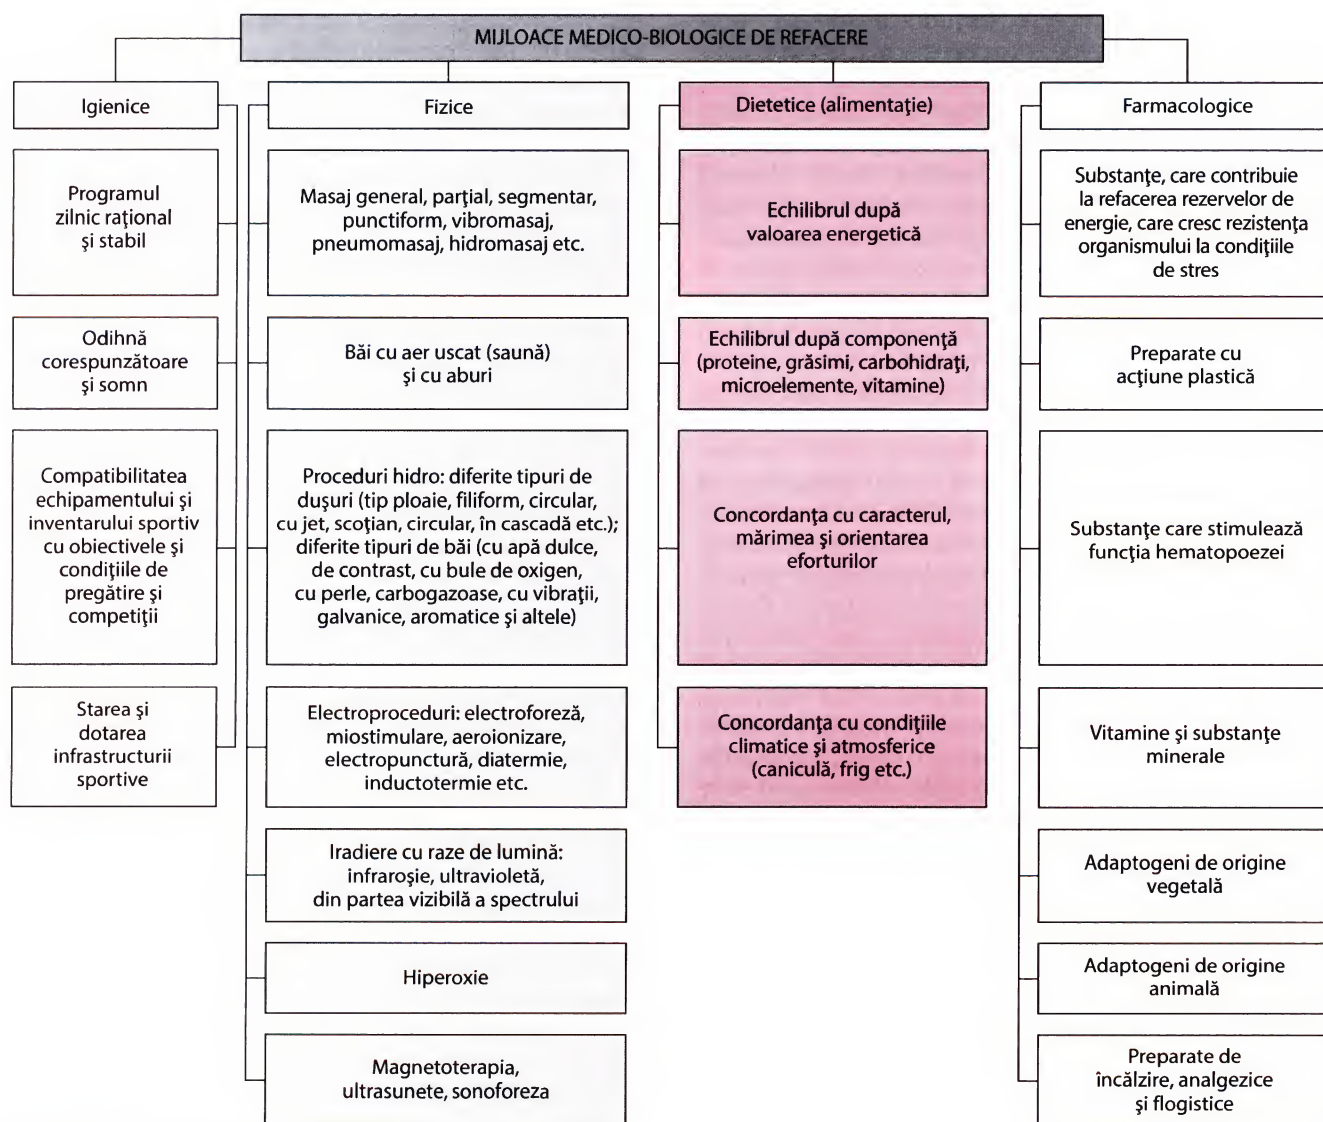 MIJLOACE MEDICO-BIOLOGICE DE REFACERE
Igienice
Programul
zilnic raţional
şi stabil
Odihnă
corespunzătoare
şi somn
Compatibilitatea
echipamentului şi
inventarului sportiv
cu obiectivele şi
condiţiile de
pregătire şi
competiţii
Starea şi
dotarea
infrastructurii
sportive
Fizice
Masaj general, parţial, segmentar,
punctiform, vibromasaj,
pneumomasaj, hidromasaj etc.
Băi cu aer uscat (saună)
şi cu aburi
Proceduri hidro: diferite tipuri de
duşuri (tip ploaie, filiform, circular,
cu jet, scoţian, circular, în cascadă etc.);
diferite tipuri de băi (cu apă dulce,
de contrast, cu bule de oxigen,
cu perle, carbogazoase, cu vibraţii,
galvanice, aromatice şi altele)
Electroproceduri: electroforeză,
miostimulare, aeroionizare,
electropunctură, diatermie,
inductotermie etc.
Iradiere cu raze de lumină:
infraroşie, ultravioletă,
din partea vizibilă a spectrului
Hiperoxie
Magnetoterapia,
ultrasunete, sonoforeza
Dietetice (alimentaţie)
Echilibrul după
valoarea energetică
Echilibrul după componenţă
(proteine, grăsimi, carbohidraţi,
microelemente, vitamine)
Concordanţa cu caracterul,
mărimea şi orientarea
eforturilor
Concordanţa cu condiţiile
climatice şi atmosferice
(caniculă, frig etc.)
Farmacologice
Substanţe, care contribuie
la refacerea rezervelor de
energie, care cresc rezistenţa
organismului la condiţiile
de stres
Preparate cu
acţiune plastică
Substanţe care stimulează
funcţia hematopoezei
Vitamine şi substanţe
minerale
Adaptogeni de origine
vegetală
Adaptogeni de origine
animală
Preparate de
încălzire, analgezice
şi flogistice